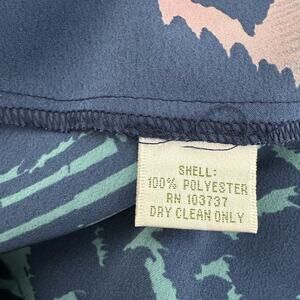 SHELL:
100% POLYESTER
RN 103737
DRY CLEAN ONLY